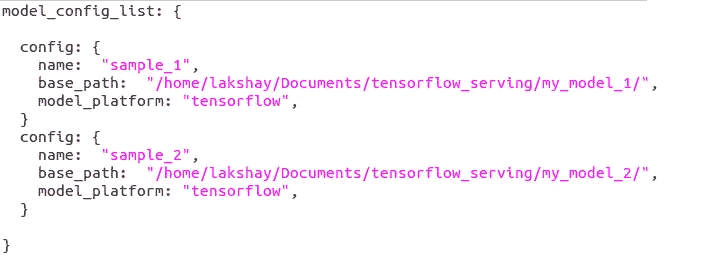 model_config_list: {
config: {
name: "sample_1",
base_path: "/home/lakshay/Documents/tensorflow_serving/my_model_1/",
model_platform: "tensorflow",
}
config: {
name: "sample_2",
base_path: "/home/lakshay/Documents/tensorflow_serving/my_model_2/",
model_platform: "tensorflow",
}
}